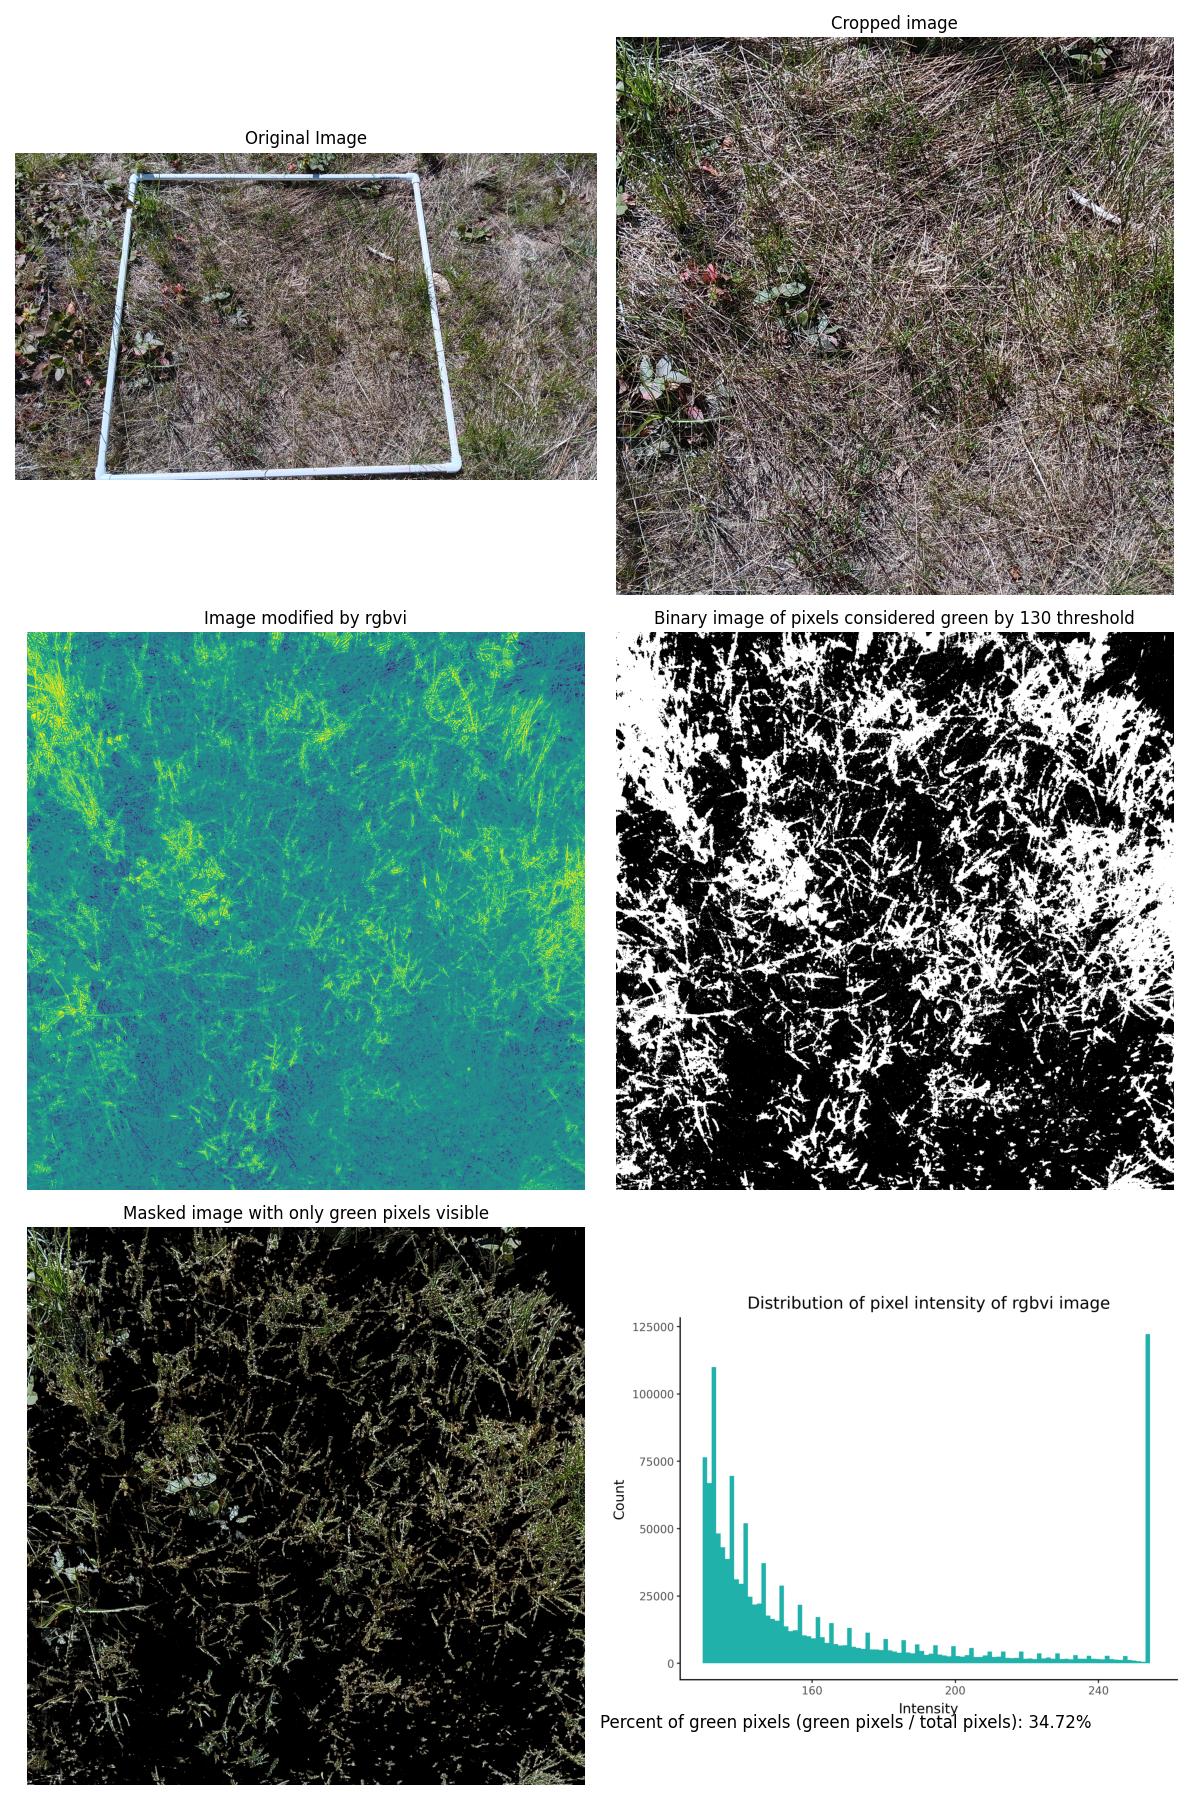 Cropped image
Original Image
Image modified by rgbvi
Binary image of pixels considered green by 130 threshold
Masked image with only green pixels visible
Distribution of pixel intensity of rgbvi image
125000
100000
75000
50000
25000
0
Count
160
200
240
Intensity
Percent of green pixels (green pixels / total pixels): 34.72%